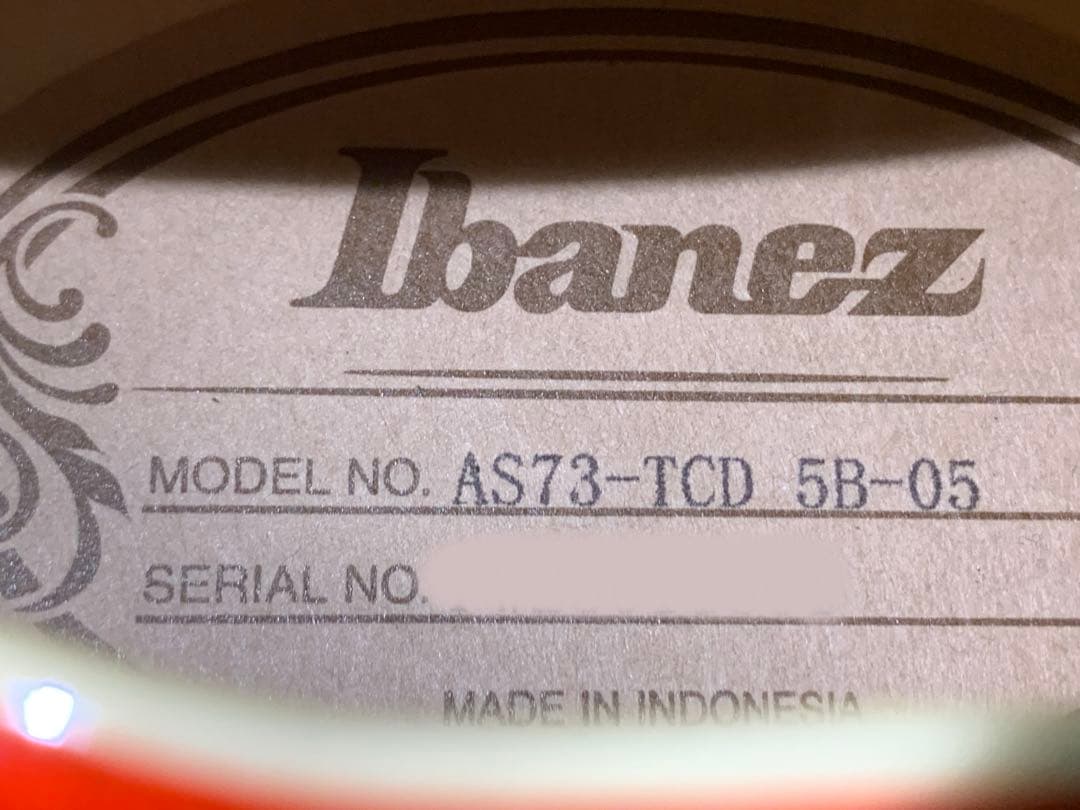 Ibanez
MODEL NO. AS73-TCD 5B-05
SERIAL NO.
MADE IN INDONESIA